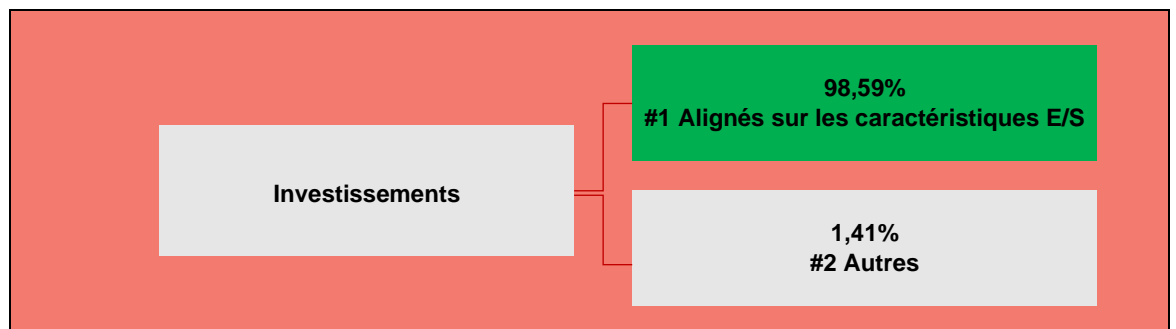 Investissements
98,59%
#1 Alignés sur les caractéristiques E/S
1,41%
#2 Autres